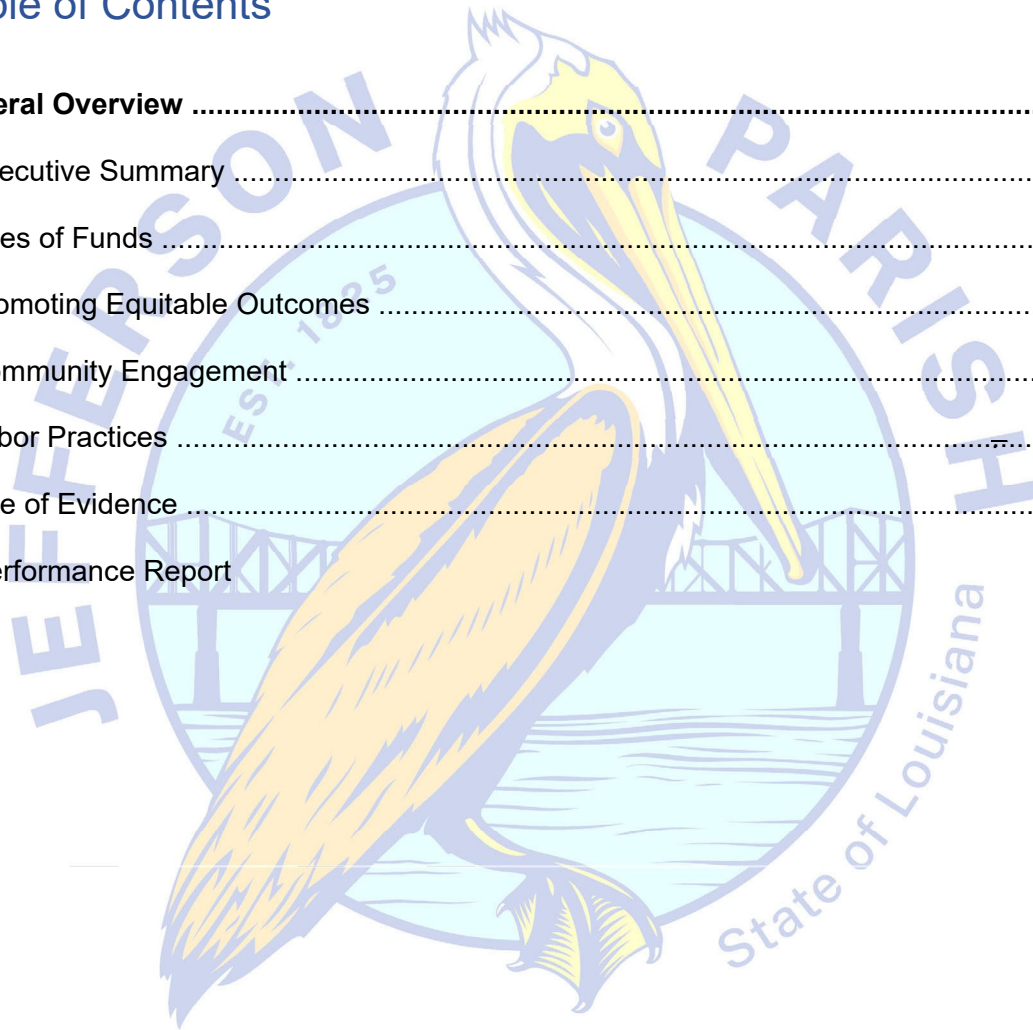 ble of Contents
eral Overview ................................................................................
ecutive Summary ................................................................................
es of Funds ................................................................................
omoting Equitable Outcomes ................................................................................
ommunity Engagement ................................................................................
bor Practices ................................................................................
e of Evidence ................................................................................
erformance Report
JEFFERSON PARISH
EST. 1825
State of Louisiana